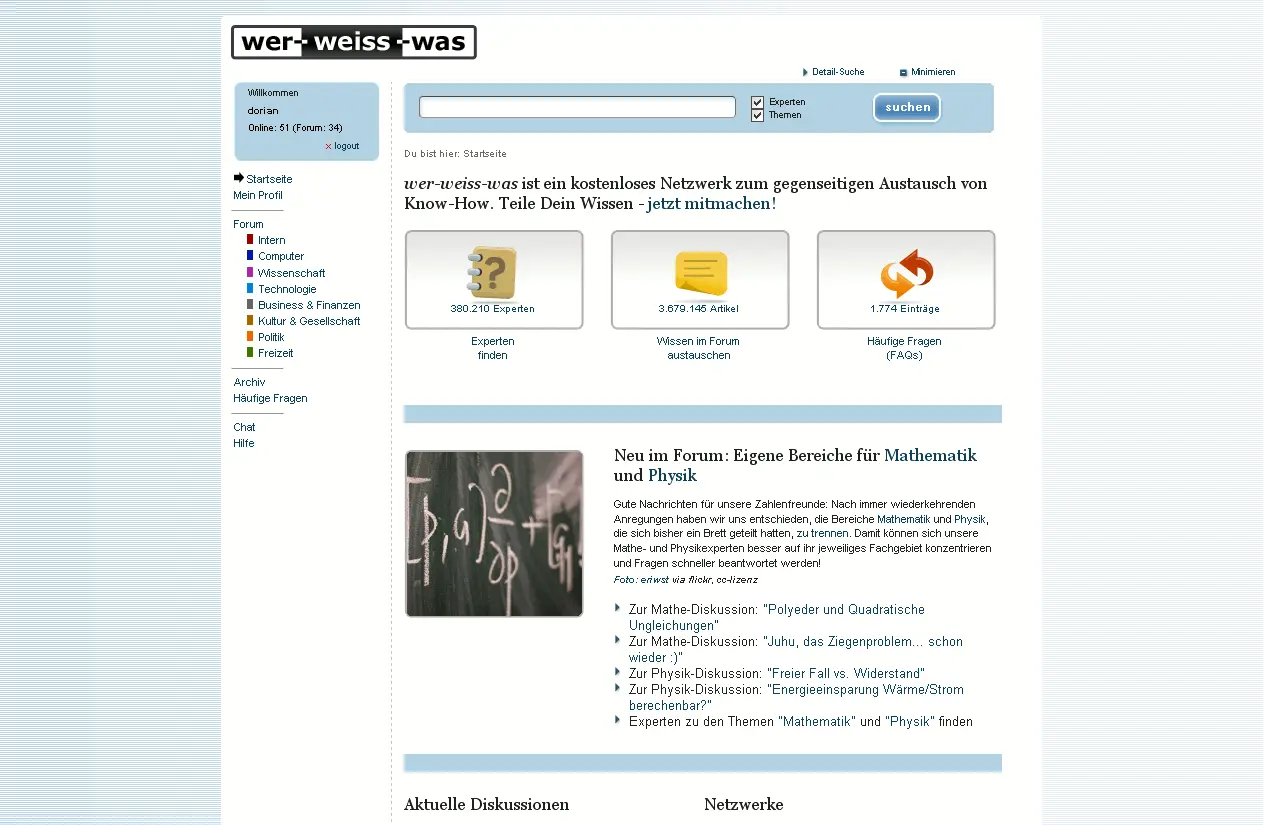 wer-weiss-was
Detail-Suche
Minimieren
Willkommen
dorian
Online: 51 (Forum: 34)
x logout
Experten
Themen
suchen
Startseite
Mein Profil
Forum
Intern
Computer
Wissenschaft
Technologie
Business & Finanzen
Kultur & Gesellschaft
Politik
Freizeit
Archiv
Häufige Fragen
Chat
Hilfe
Du bist hier: Startseite
wer-weiss-was ist ein kostenloses Netzwerk zum gegenseitigen Austausch von
Know-How. Teile Dein Wissen - jetzt mitmachen!
?
380.210 Experten
3.679.145 Artikel
1.774 Einträge
Experten
finden
Wissen im Forum
austauschen
Häufige Fragen
(FAQs)
Neu im Forum: Eigene Bereiche für Mathematik
und Physik
Gute Nachrichten für unsere Zahlenfreunde: Nach immer wiederkehrenden
Anregungen haben wir uns entschieden, die Bereiche Mathematik und Physik,
die sich bisher ein Brett geteilt hatten, zu trennen. Damit können sich unsere
Mathe- und Physikexperten besser auf ihr jeweiliges Fachgebiet konzentrieren
und Fragen schneller beantwortet werden!
Foto: eriwst via flickr, cc-lizenz
Zur Mathe-Diskussion: "Polyeder und Quadratische
Ungleichungen"
Zur Mathe-Diskussion: "Juhu, das Ziegenproblem... schon
wieder :)"
Zur Physik-Diskussion: "Freier Fall vs. Widerstand"
Zur Physik-Diskussion: "Energieeinsparung Wärme/Strom
berechenbar?"
Experten zu den Themen "Mathematik" und "Physik" finden
Aktuelle Diskussionen
Netzwerke